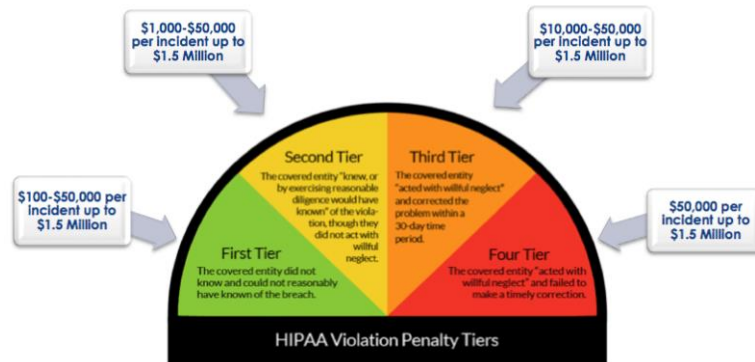 $1,000-$50,000
per incident up to
$1.5 Million
$10,000-$50,000
per incident up to
$1.5 Million
$100-$50,000 per
incident up to
$1.5 Million
$50,000 per
incident up to
$1.5 Million
Second Tier
The covered entity "knew, or
by exercising reasonable
diligence would have
known" of the viola-
tion, though they
did not act with
willful
neglect.
Third Tier
The covered entity
"acted with willful neglect"
and corrected the
problem within a
30-day time
period.
First Tier
The covered entity did not
know and could not reasonably
have known of the breach.
Four Tier
The covered entity "acted with
willful neglect" and failed to
make a timely correction.
HIPAA Violation Penalty Tiers